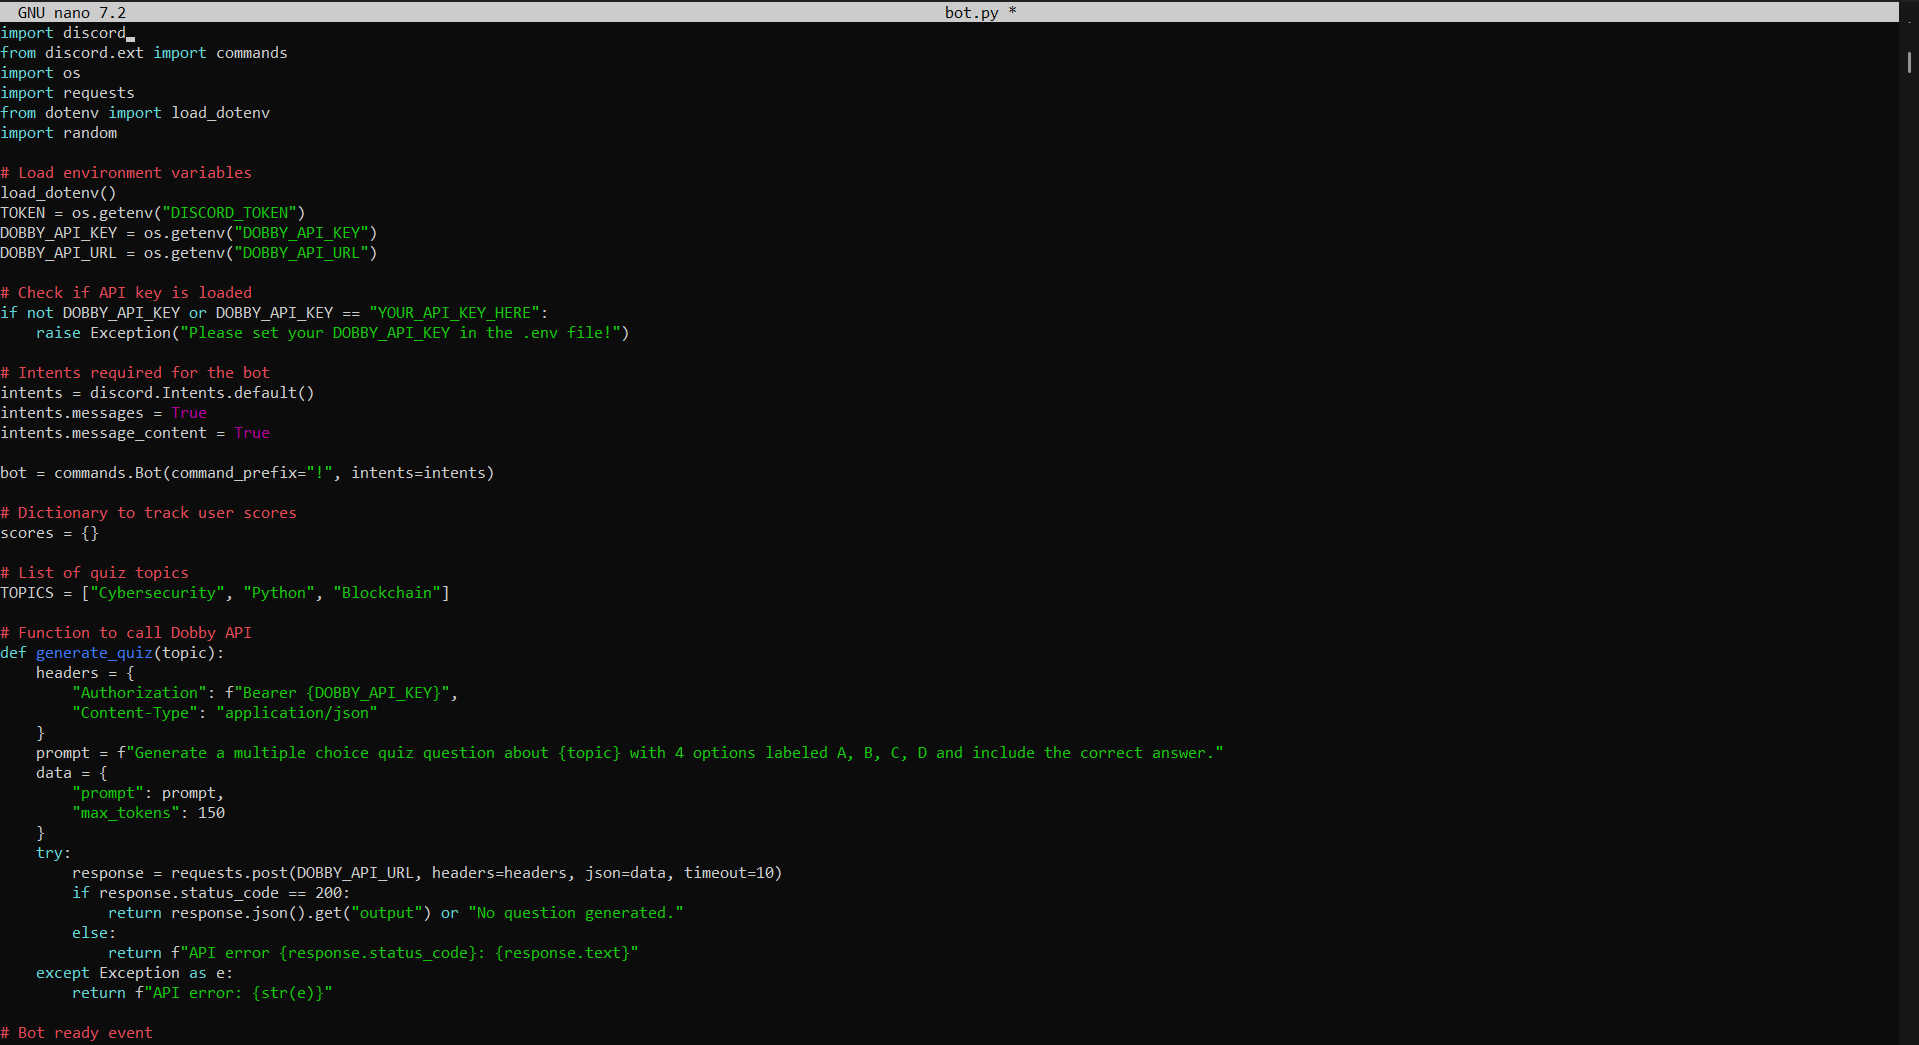 GNU nano 7.2 bot.py *
import discord
from discord.ext import commands
import os
import requests
from dotenv import load_dotenv
import random

# Load environment variables
load_dotenv()
TOKEN = os.getenv("DISCORD_TOKEN")
DOBBY_API_KEY = os.getenv("DOBBY_API_KEY")
DOBBY_API_URL = os.getenv("DOBBY_API_URL")

# Check if API key is loaded
if not DOBBY_API_KEY or DOBBY_API_KEY == "YOUR_API_KEY_HERE":
    raise Exception("Please set your DOBBY_API_KEY in the .env file!")

# Intents required for the bot
intents = discord.Intents.default()
intents.messages = True
intents.message_content = True

bot = commands.Bot(command_prefix="!", intents=intents)

# Dictionary to track user scores
scores = {}

# List of quiz topics
TOPICS = ["Cybersecurity", "Python", "Blockchain"]

# Function to call Dobby API
def generate_quiz(topic):
    headers = {
        "Authorization": f"Bearer {DOBBY_API_KEY}",
        "Content-Type": "application/json"
    }
    prompt = f"Generate a multiple choice quiz question about {topic} with 4 options labeled A, B, C, D and include the correct answer."
    data = {
        "prompt": prompt,
        "max_tokens": 150
    }
    try:
        response = requests.post(DOBBY_API_URL, headers=headers, json=data, timeout=10)
        if response.status_code == 200:
            return response.json().get("output") or "No question generated."
        else:
            return f"API error {response.status_code}: {response.text}"
    except Exception as e:
        return f"API error: {str(e)}"

# Bot ready event